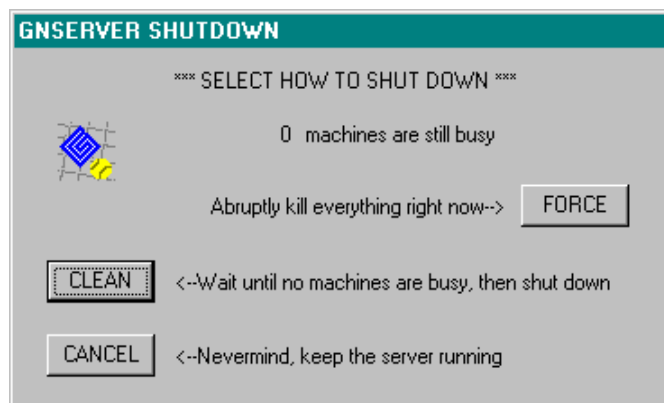 GNSERVER SHUTDOWN
*** SELECT HOW TO SHUT DOWN ***
0 machines are still busy
Abruptly kill everything right now--> FORCE
CLEAN <--Wait until no machines are busy, then shut down
CANCEL <--Nevermind, keep the server running